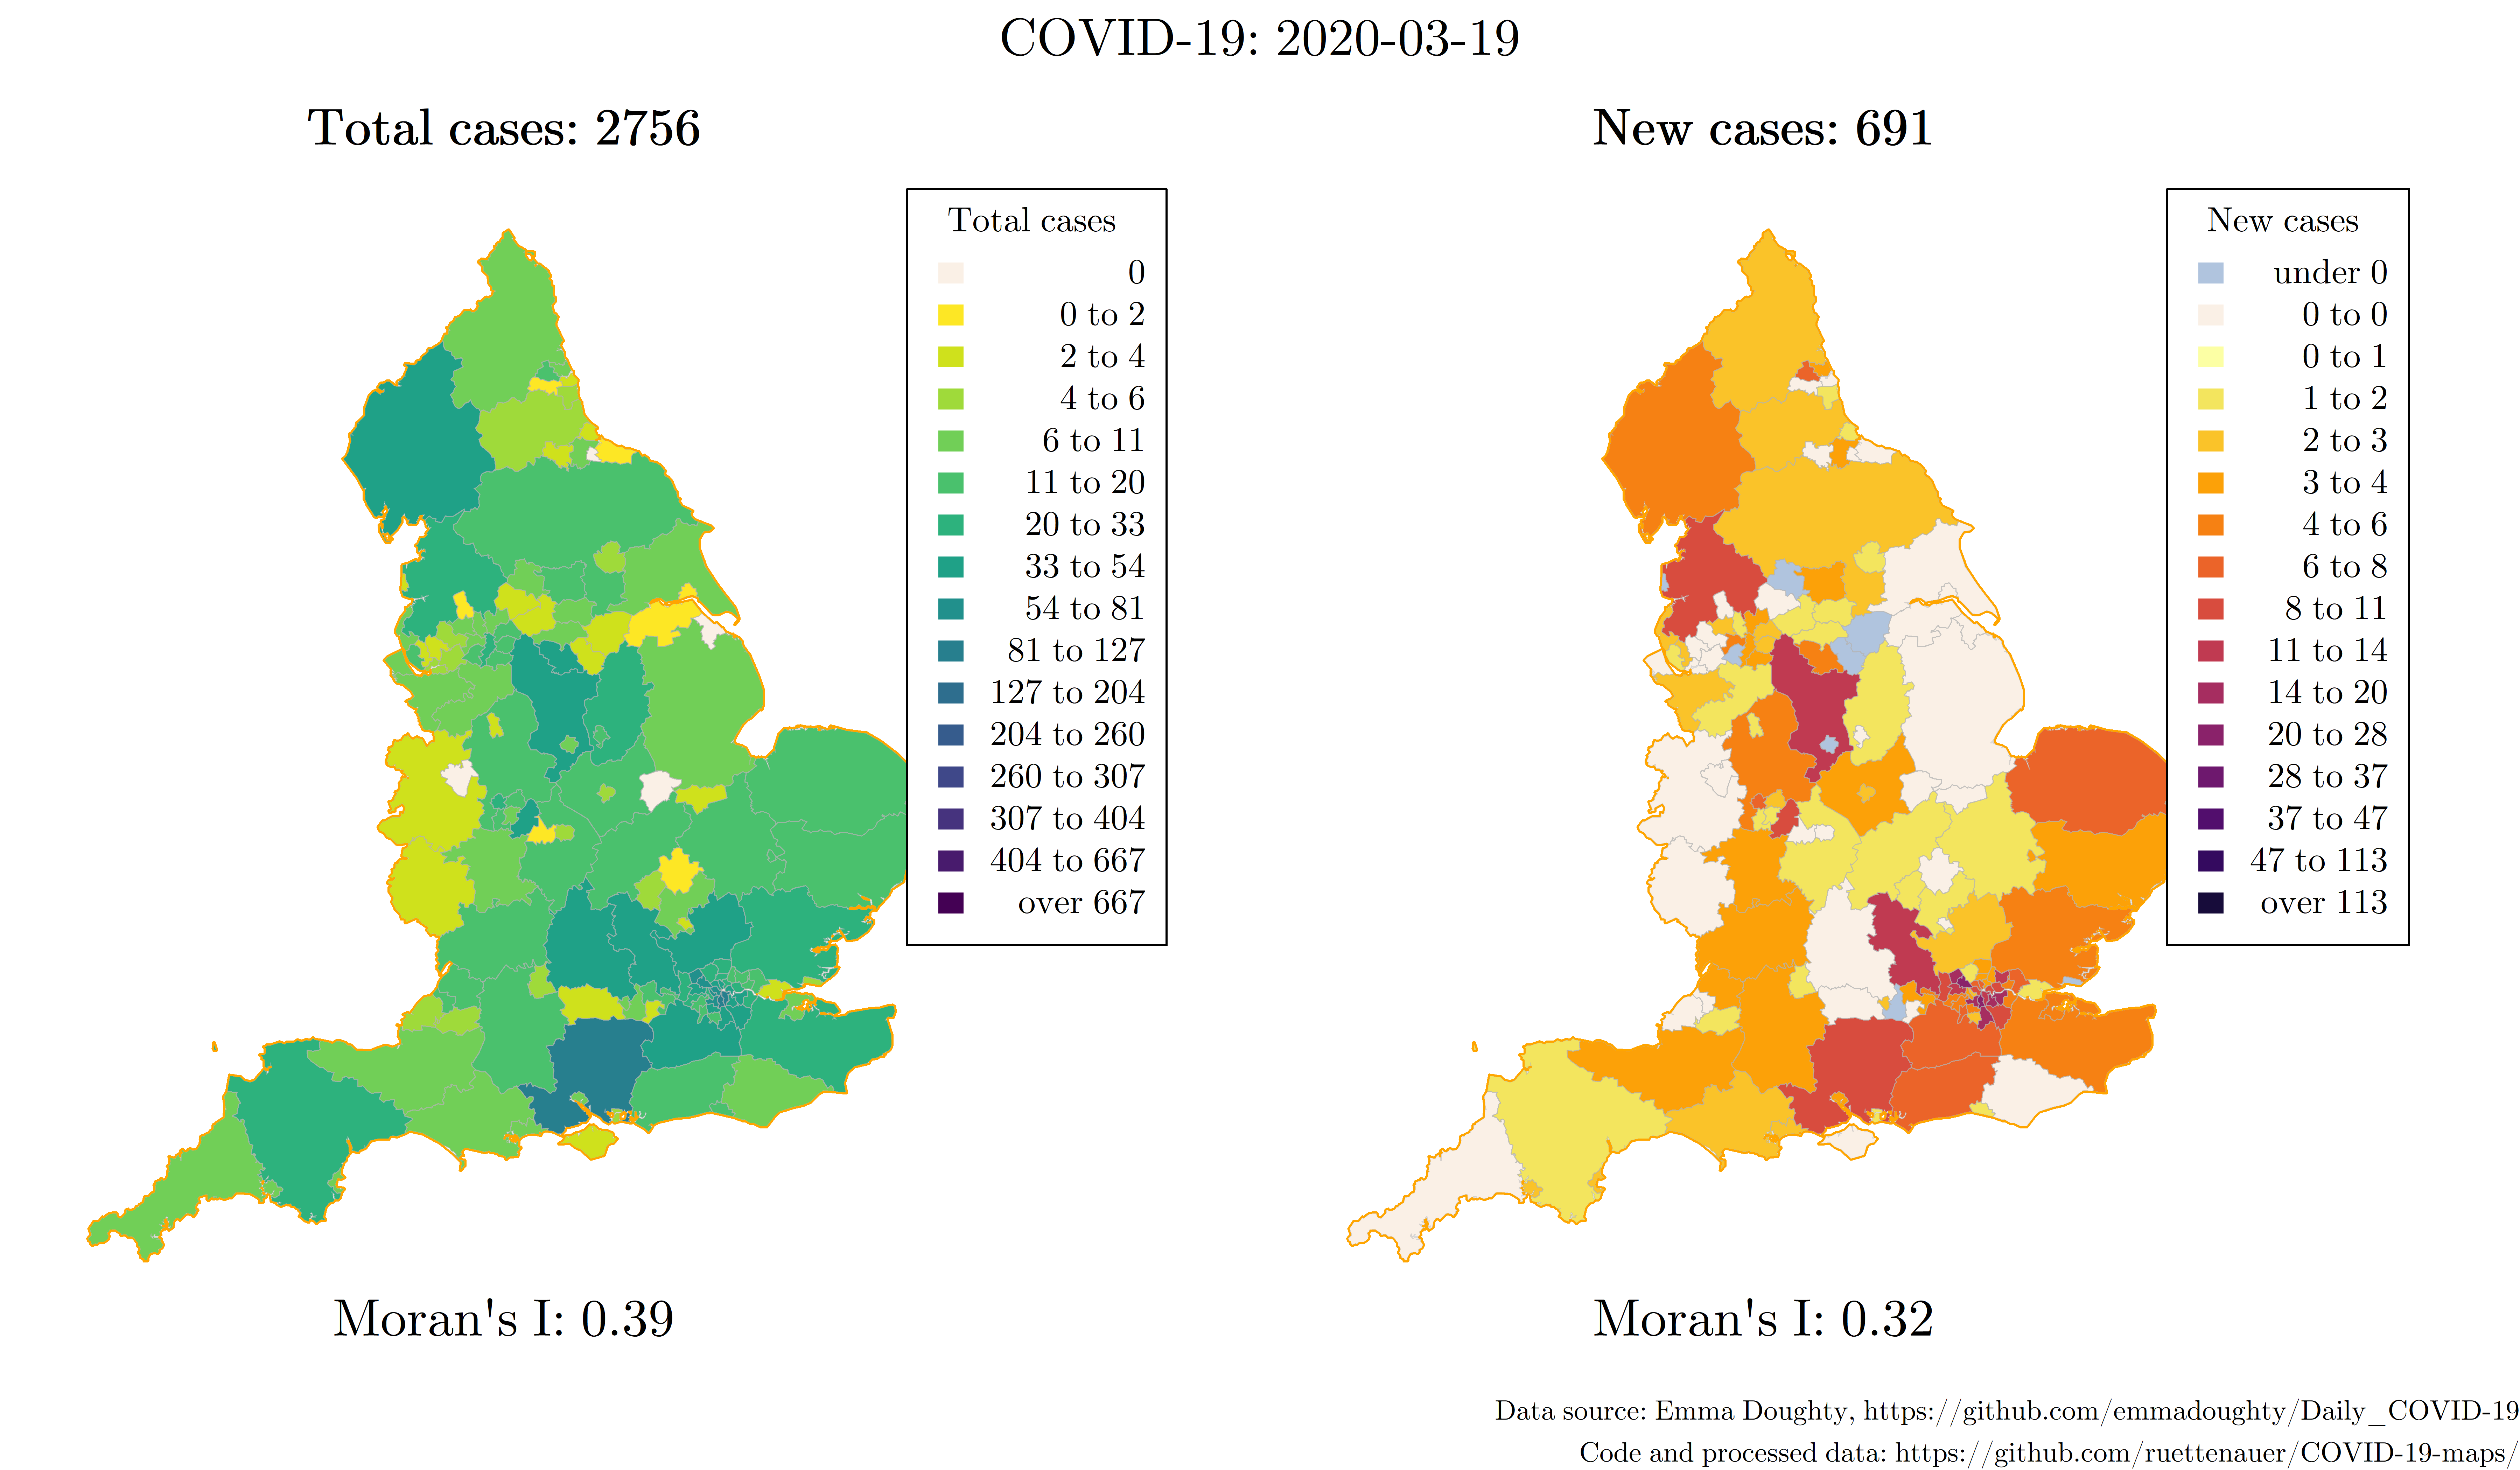 COVID-19: 2020-03-19
Total cases: 2756
Total cases
0
0 to 2
2 to 4
4 to 6
6 to 11
11 to 20
20 to 33
33 to 54
54 to 81
81 to 127
127 to 204
204 to 260
260 to 307
307 to 404
404 to 667
over 667
Moran's I: 0.39
New cases: 691
New cases
under 0
0 to 0
0 to 1
1 to 2
2 to 3
3 to 4
4 to 6
6 to 8
8 to 11
11 to 14
14 to 20
20 to 28
28 to 37
37 to 47
47 to 113
over 113
Moran's I: 0.32
Data source: Emma Doughty, https://github.com/emmadoughty/Daily_COVID-19
Code and processed data: https://github.com/ruettenauer/COVID-19-maps/